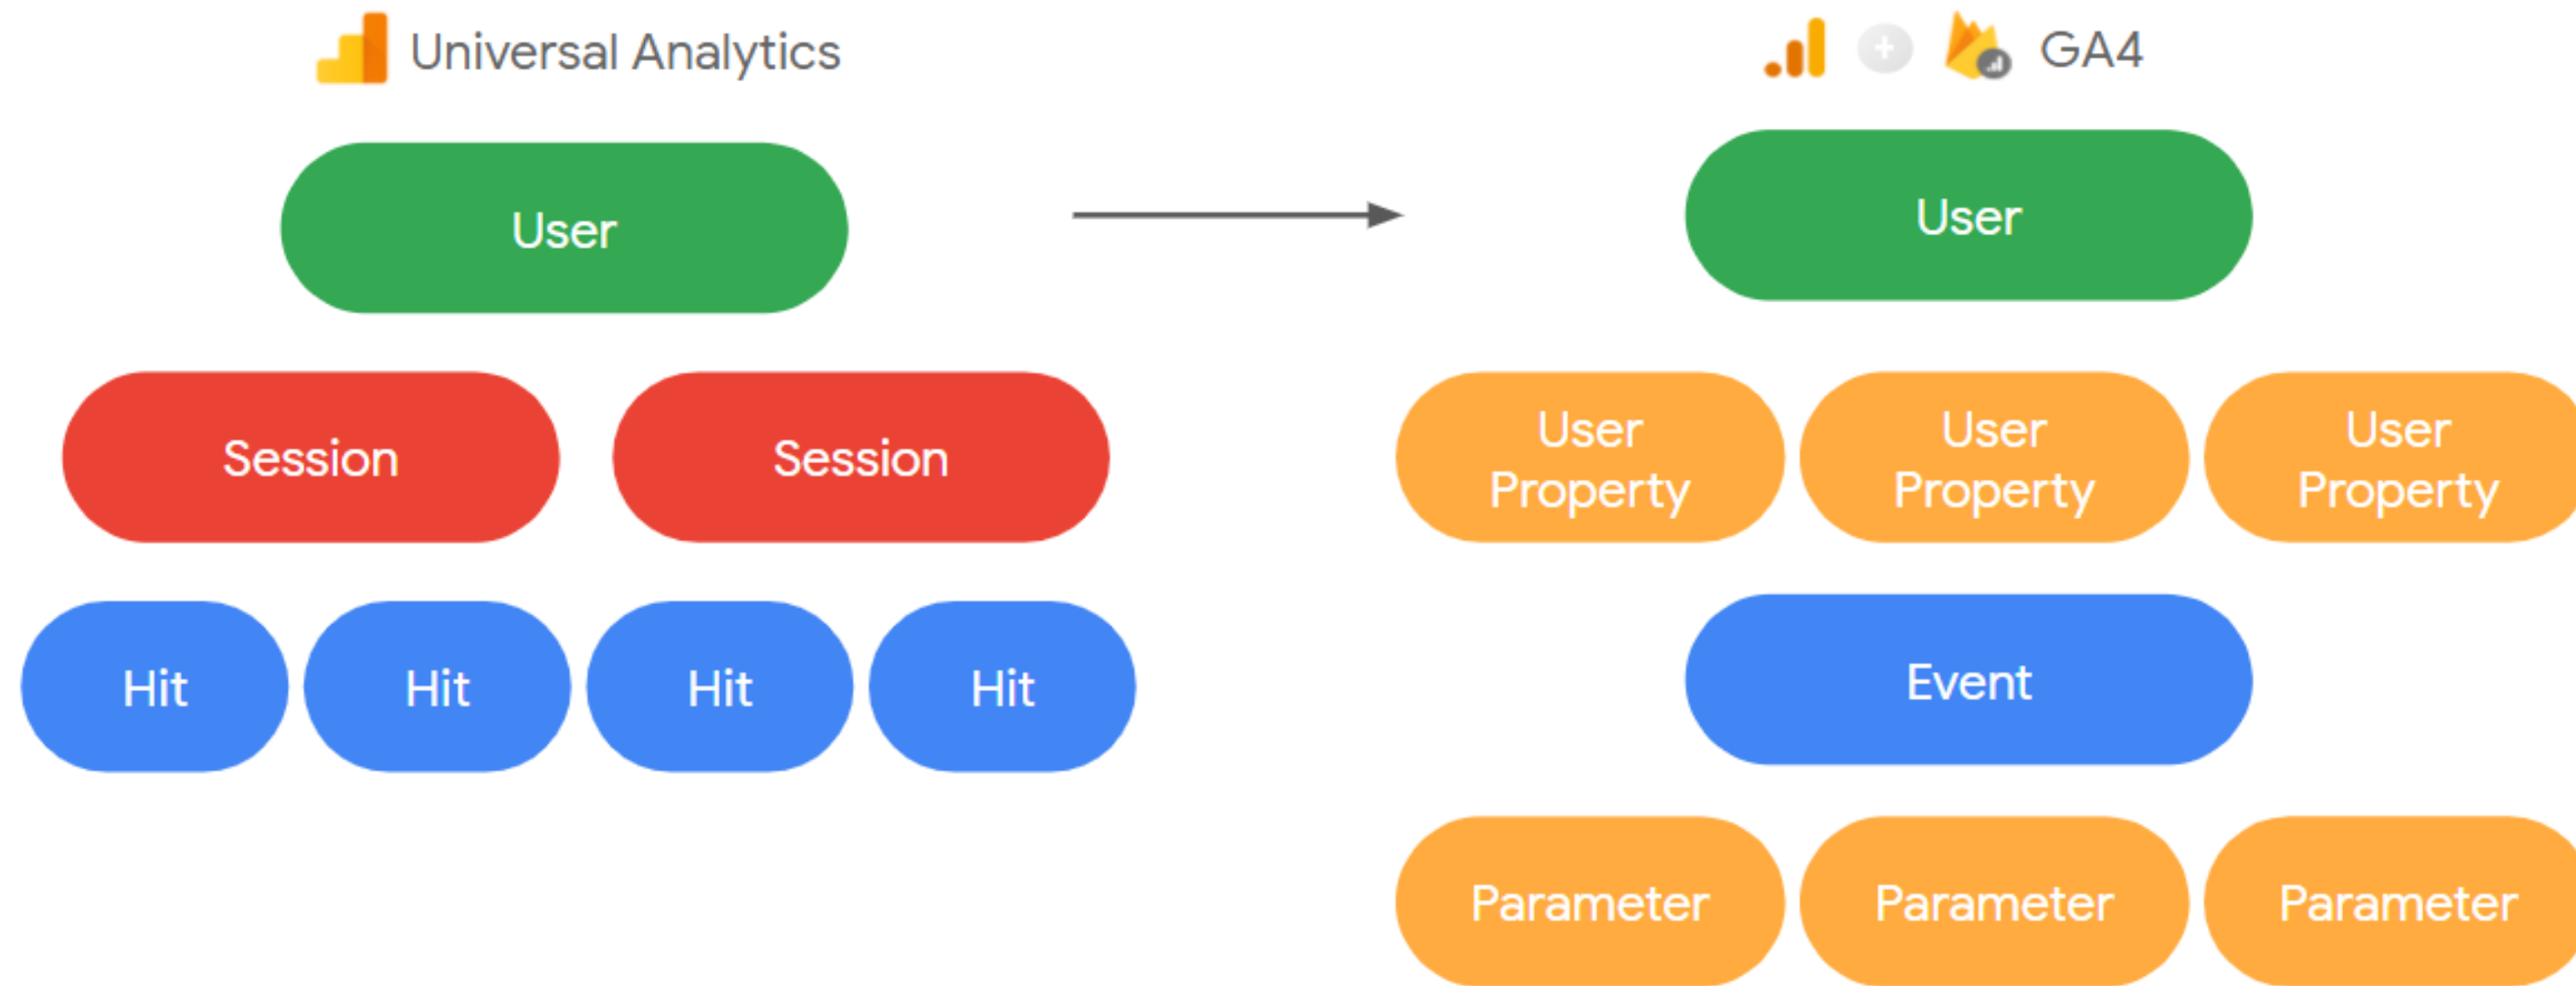 Universal Analytics
User
Session Session
Hit Hit Hit Hit
GA4
User
User Property
User Property
User Property
Event
Parameter Parameter Parameter